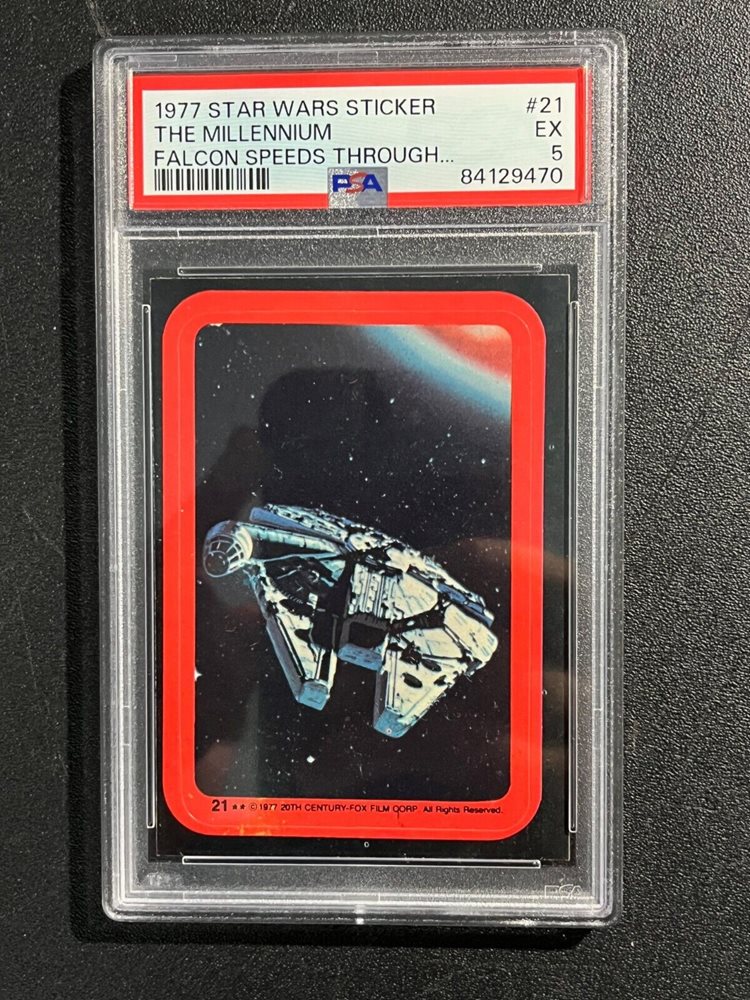 1977 STAR WARS STICKER #21
THE MILLENNIUM EX
FALCON SPEEDS THROUGH... 5
PSA 84129470
21 ★★ © 1977 20TH CENTURY-FOX FILM CORP. All Rights Reserved.
0